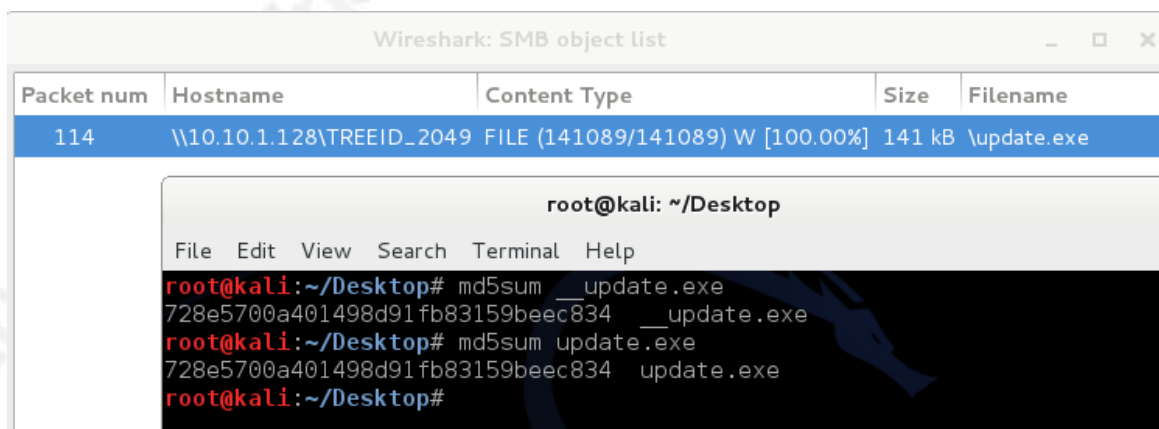 Wireshark: SMB object list
Packet num Hostname Content Type Size Filename
114 \\10.10.1.128\TREEID_2049 FILE (141089/141089) W [100.00%] 141 kB \update.exe
root@kali: ~/Desktop
File Edit View Search Terminal Help
root@kali:~/Desktop# md5sum __update.exe
728e5700a401498d91fb83159beec834  __update.exe
root@kali:~/Desktop# md5sum update.exe
728e5700a401498d91fb83159beec834  update.exe
root@kali:~/Desktop#